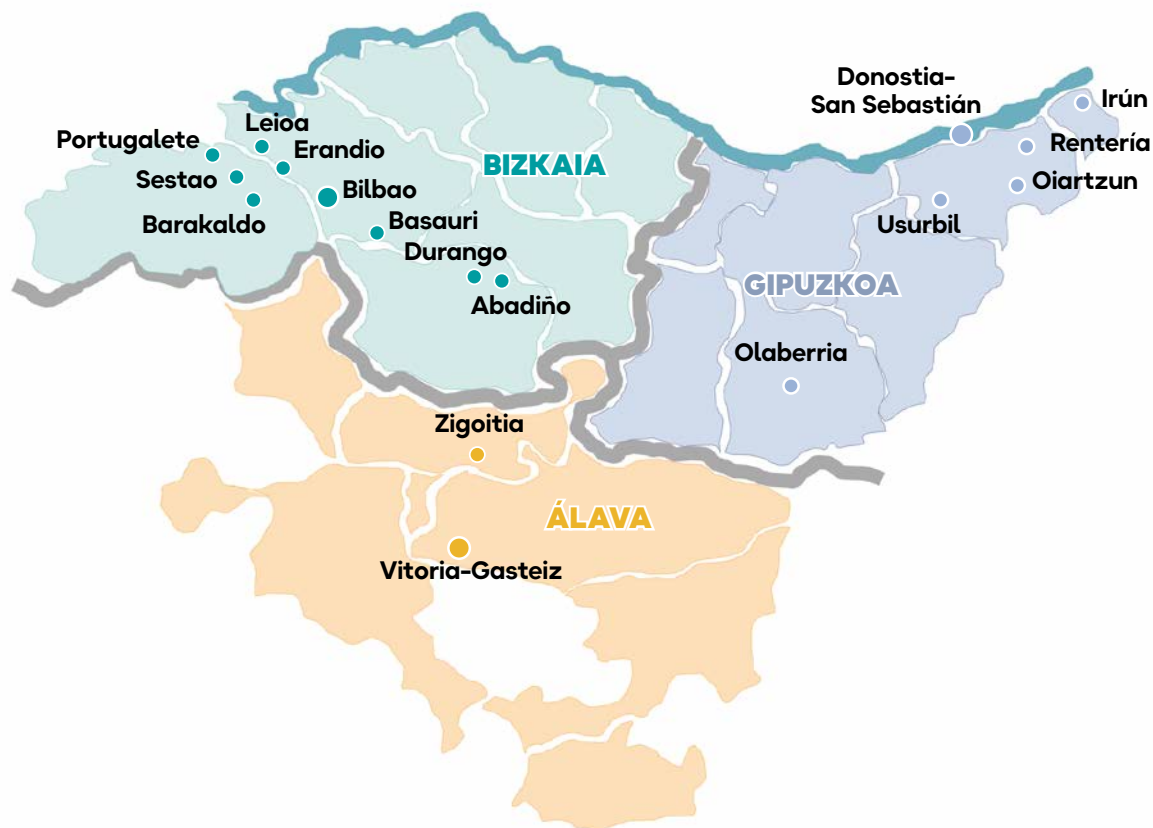 Donostia-
San Sebastián
Irún
Leioa
Portugalete
Erandio
BIZKAIA
Rentería
Sestao
Oiartzun
Bilbao
Barakaldo
Basauri
Usurbil
Durango
GIPUZKOA
Abadiño
Olaberria
Zigoitia
ÁLAVA
Vitoria-Gasteiz